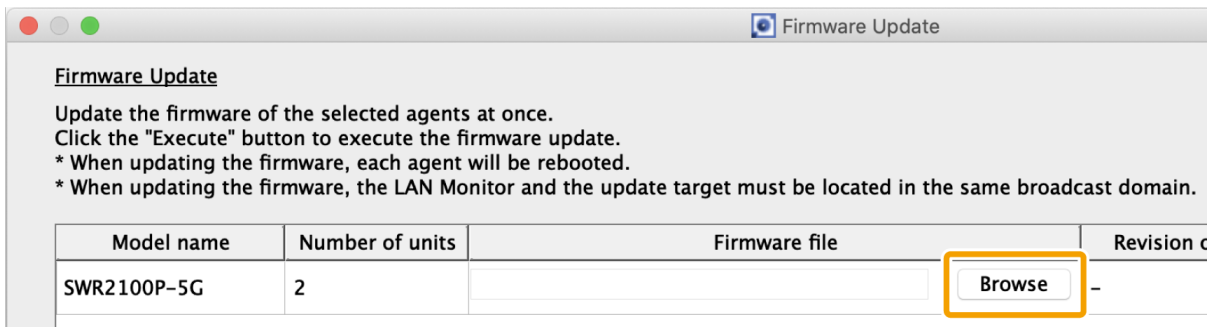 Firmware Update
Firmware Update
Update the firmware of the selected agents at once.
Click the "Execute" button to execute the firmware update.
* When updating the firmware, each agent will be rebooted.
* When updating the firmware, the LAN Monitor and the update target must be located in the same broadcast domain.
Model name Number of units Firmware file Revision
SWR2100P-5G 2 Browse –